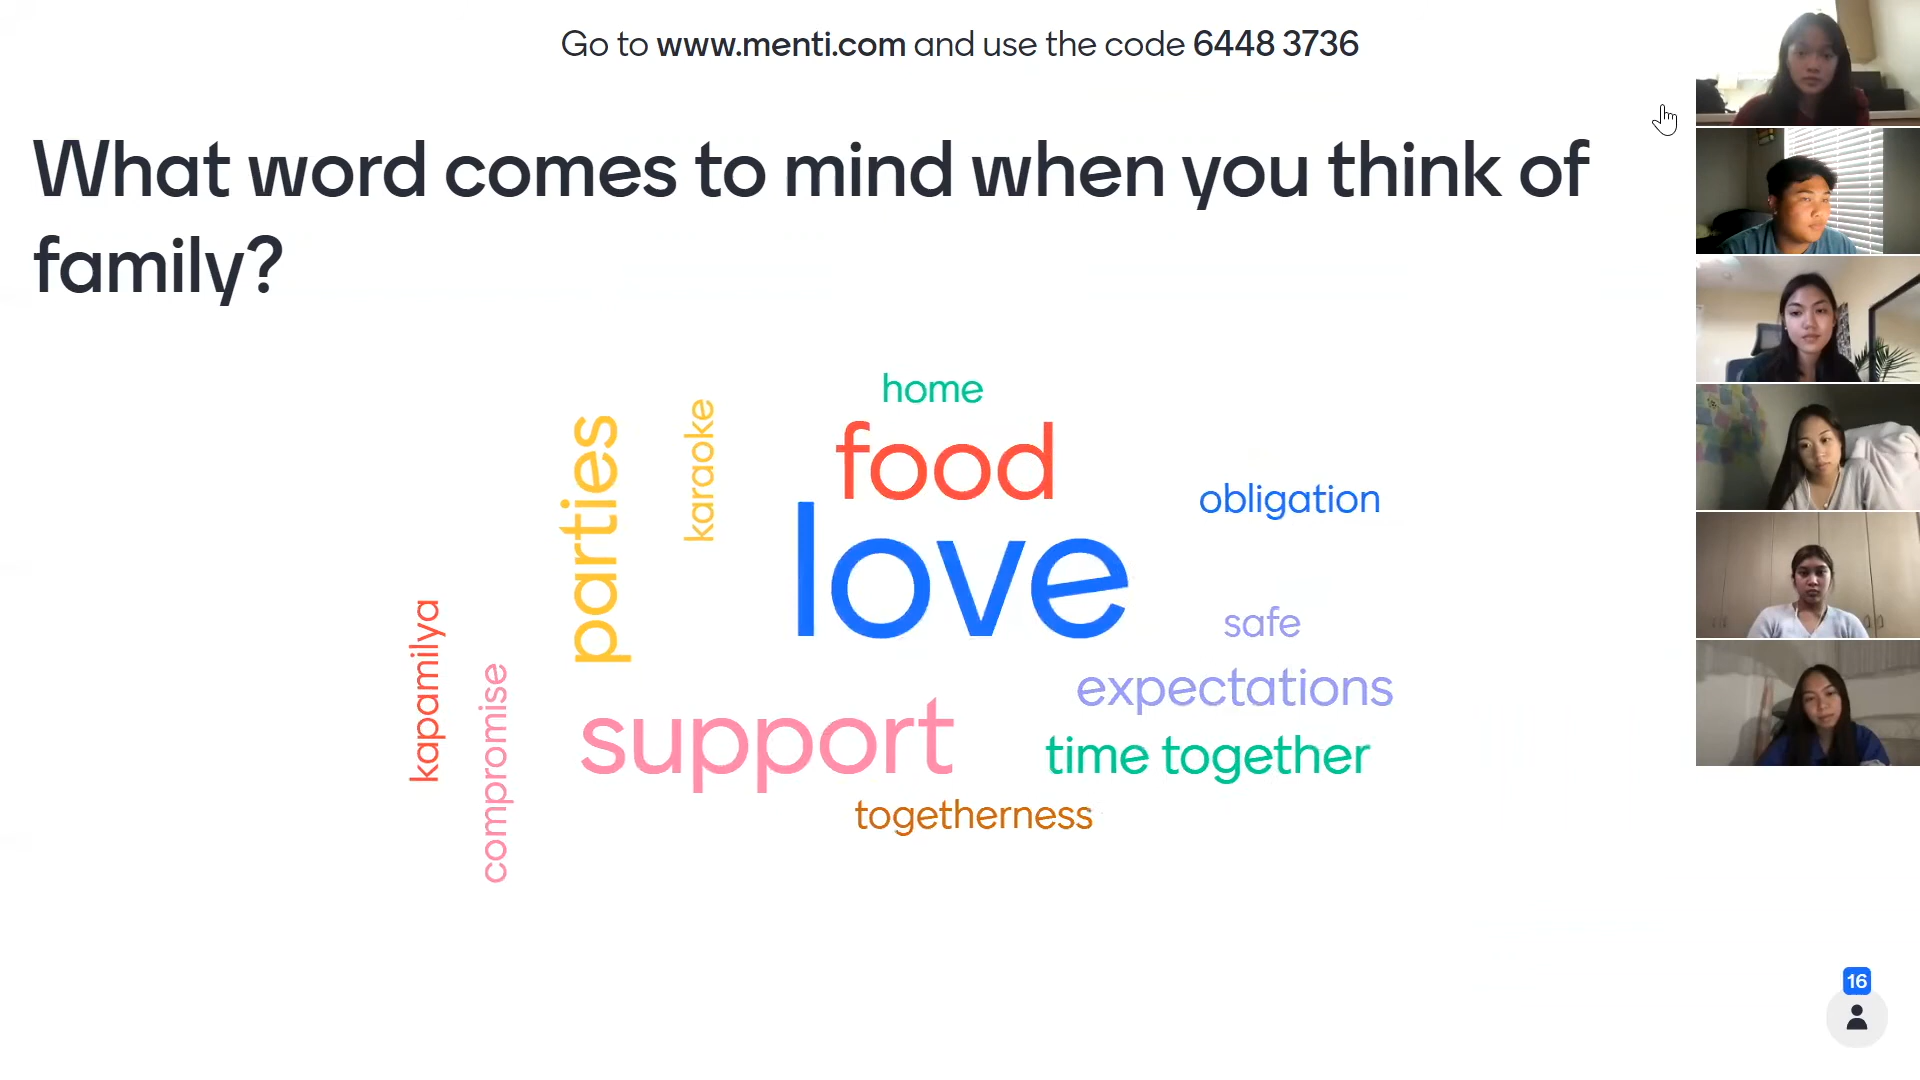 Go to www.menti.com and use the code 6448 3736
What word comes to mind when you think of
family?
home
food
karaoke
parties
love
obligation
safe
kapamilya
compromise
expectations
support
time together
togetherness
16